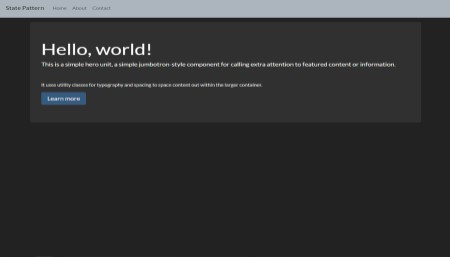 State Pattern Home About Contact
Hello, world!
This is a simple hero unit, a simple jumbotron-style component for calling extra attention to featured content or information.
It uses utility classes for typography and spacing to space content out within the larger container.
Learn more